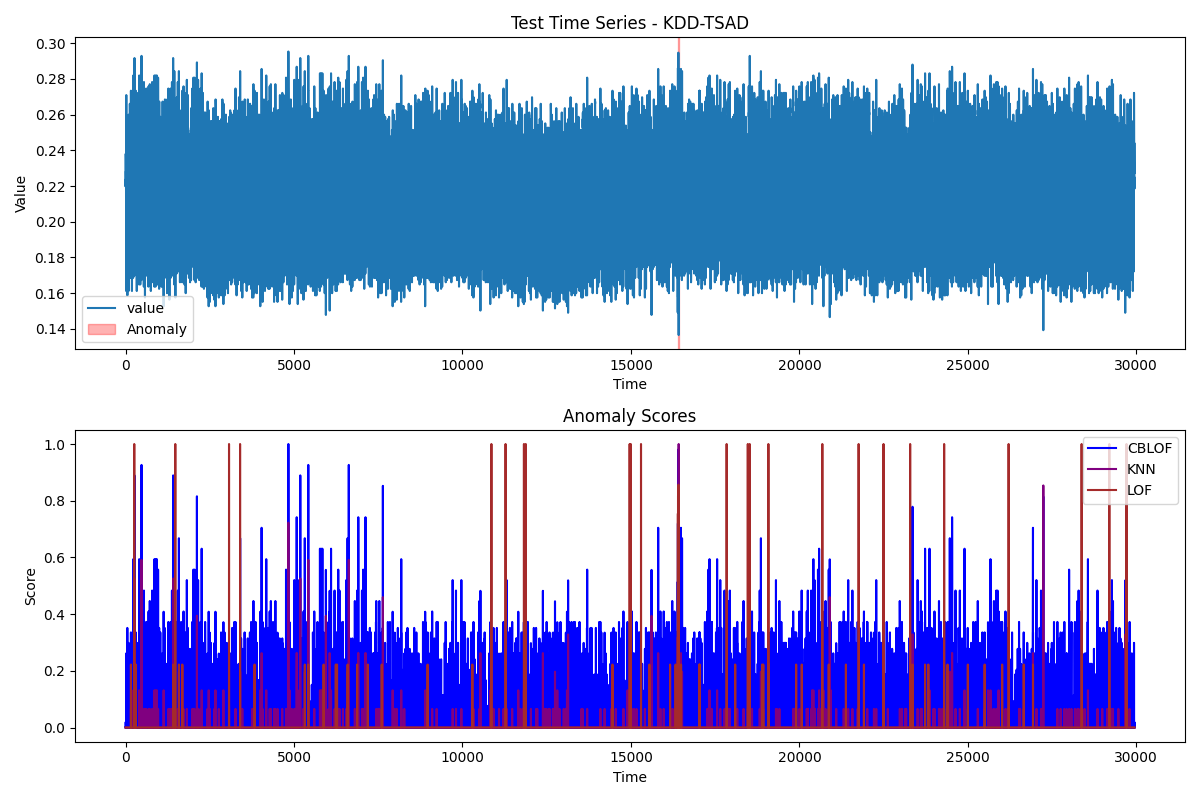 Test Time Series - KDD-TSAD
0.30
0.28
0.26
0.24
0.22
0.20
0.18
0.16
0.14
Value
value
Anomaly
0 5000 10000 15000 20000 25000 30000
Time
Anomaly Scores
1.0
0.8
0.6
0.4
0.2
0.0
Score
CBLOF
KNN
LOF
0 5000 10000 15000 20000 25000 30000
Time